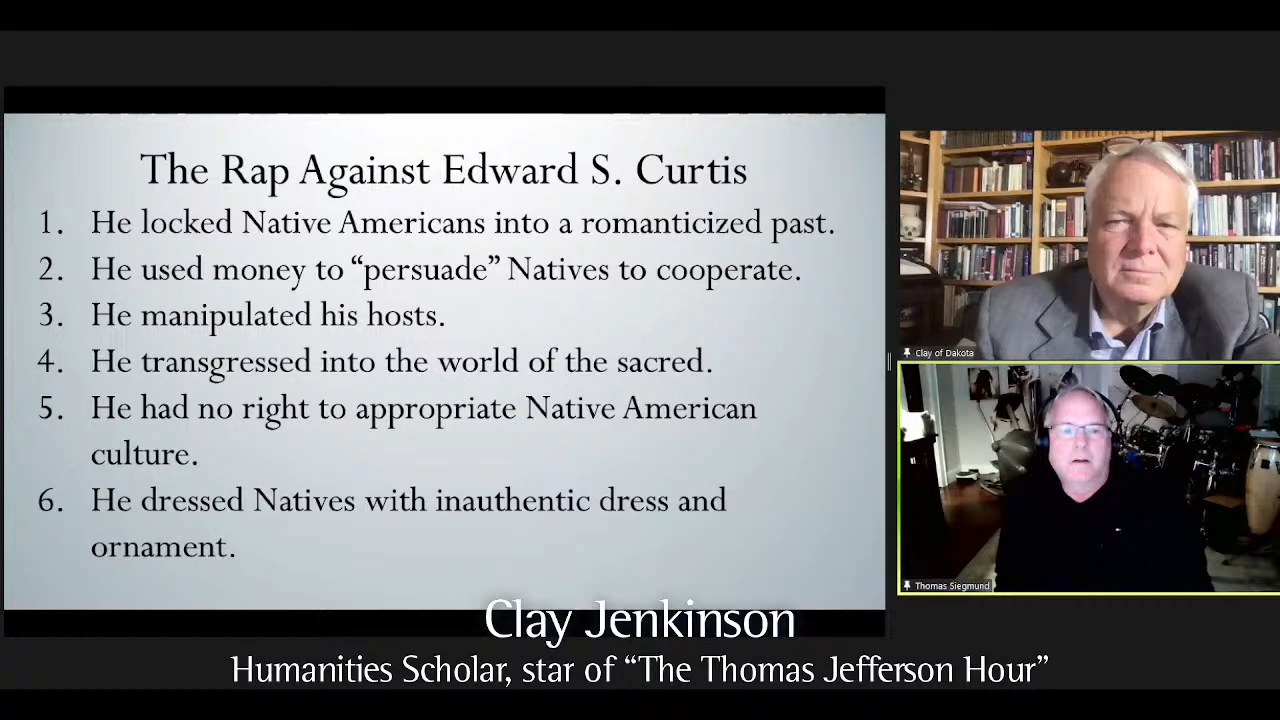 The Rap Against Edward S. Curtis
1. He locked Native Americans into a romanticized past.
2. He used money to “persuade” Natives to cooperate.
3. He manipulated his hosts.
4. He transgressed into the world of the sacred.
5. He had no right to appropriate Native American
culture.
6. He dressed Natives with inauthentic dress and
ornament.
Clay of Dakota
Thomas Siegmund
Clay Jenkinson
Humanities Scholar, star of “The Thomas Jefferson Hour”